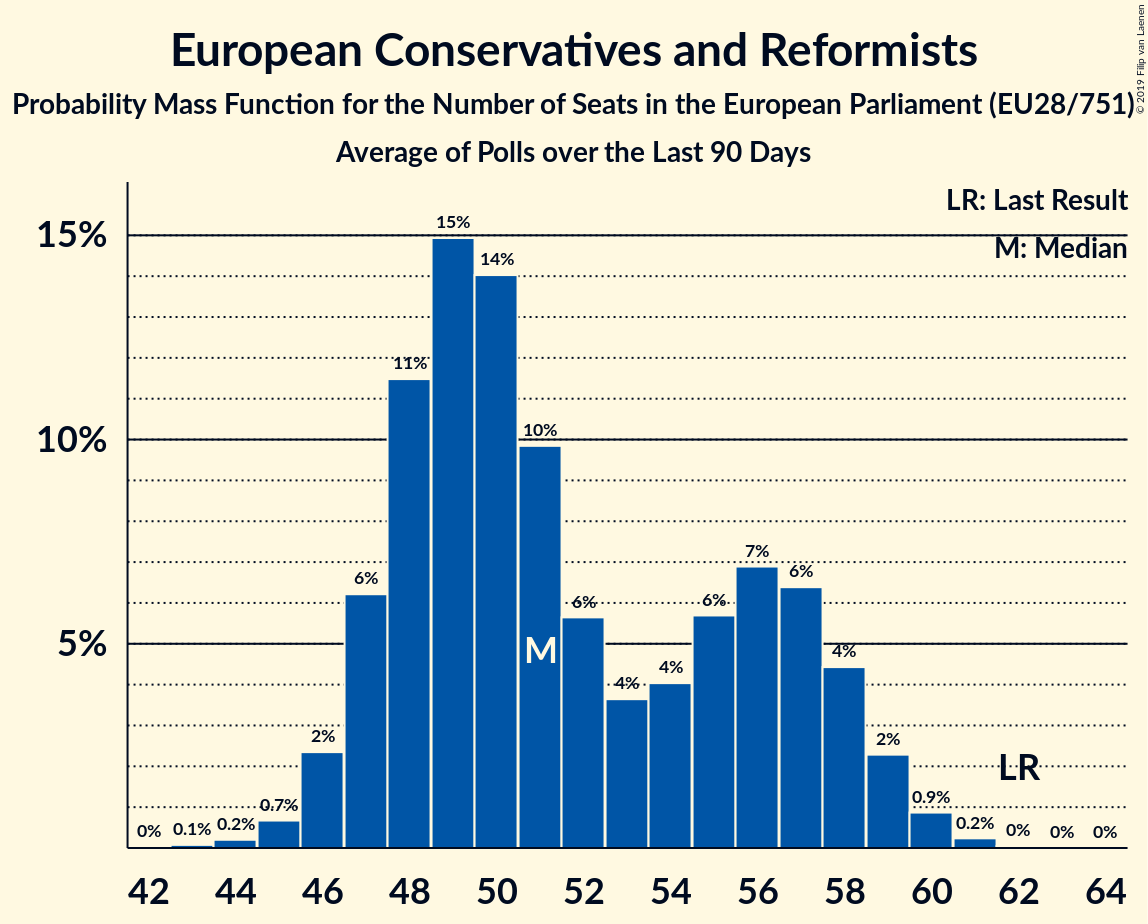 European Conservatives and Reformists
Probability Mass Function for the Number of Seats in the European Parliament (EU28/751)
Average of Polls over the Last 90 Days
© 2019 Filip van Laenen
LR: Last Result
M: Median
15%
10%
5%
0%
0.1%
0.2%
0.7%
2%
6%
11%
15%
14%
10%
6%
4%
4%
6%
7%
6%
4%
2%
0.9%
0.2%
0%
0%
0%
M
LR
42 44 46 48 50 52 54 56 58 60 62 64